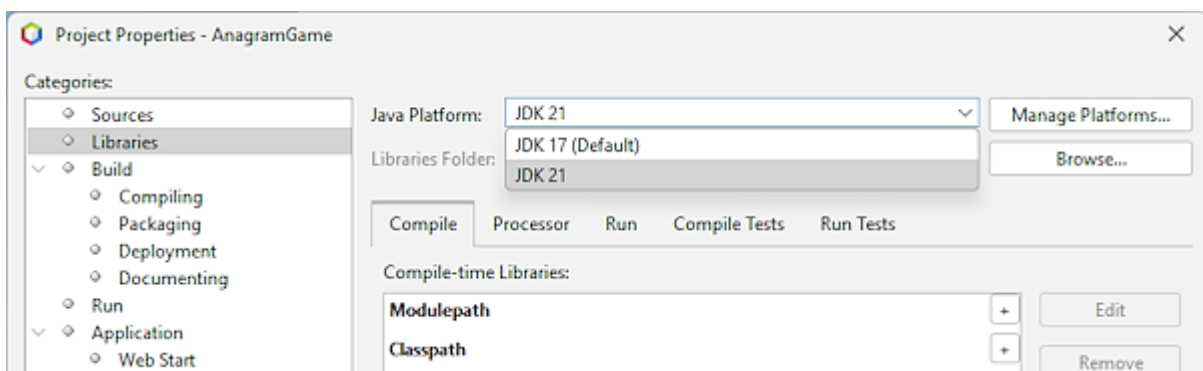 Project Properties - AnagramGame
Categories:
Sources
Libraries
Build
Compiling
Packaging
Deployment
Documenting
Run
Application
Web Start
Java Platform:
JDK 21
Manage Platforms...
JDK 17 (Default)
JDK 21
Libraries Folder:
Browse...
Compile Processor Run Compile Tests Run Tests
Compile-time Libraries:
Modulepath
+
Edit
Classpath
+
Remove